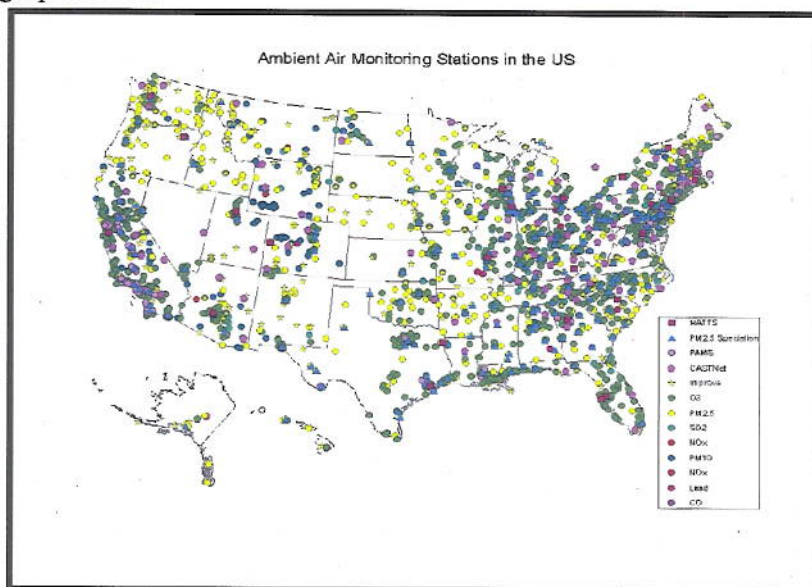 Ambient Air Monitoring Stations in the US
NATTS
PM2.5 Speciation
PAMS
CASTNet
Improve
O3
PM2.5
SO2
NOx
PM10
NOx
Lead
CO